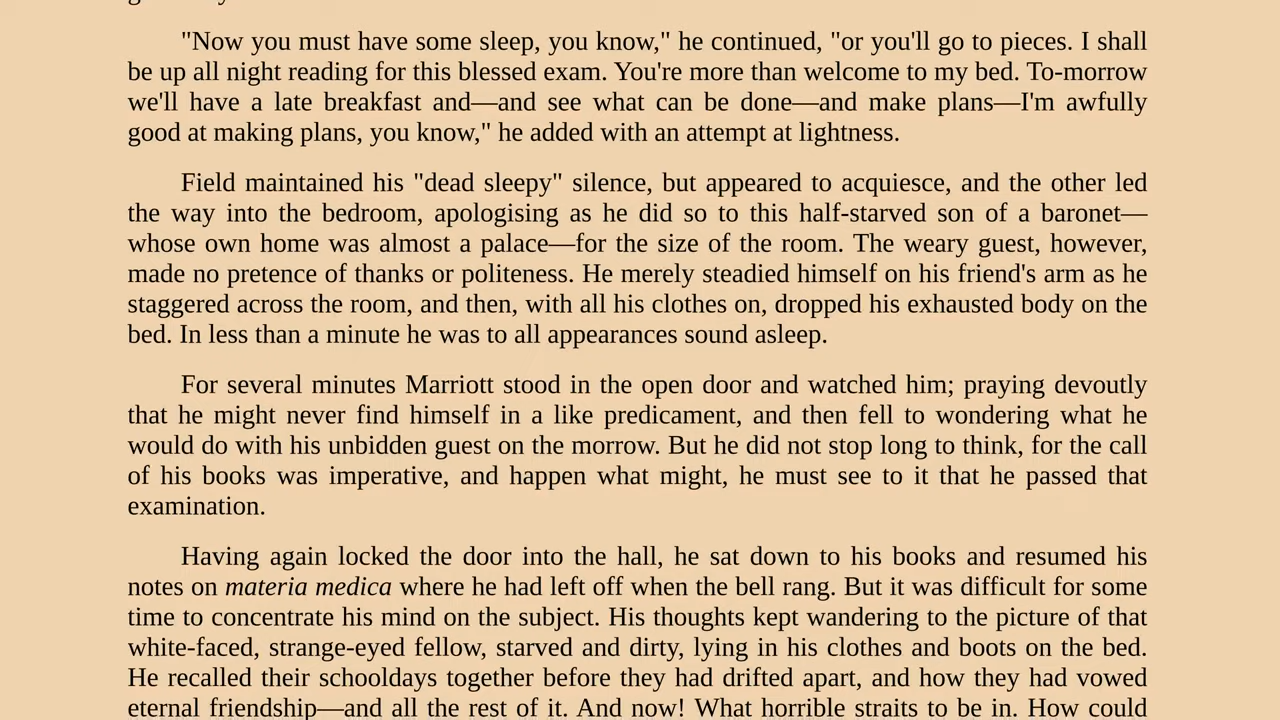 "Now you must have some sleep, you know," he continued, "or you'll go to pieces. I shall
be up all night reading for this blessed exam. You're more than welcome to my bed. To-morrow
we'll have a late breakfast and—and see what can be done—and make plans—I'm awfully
good at making plans, you know," he added with an attempt at lightness.
Field maintained his "dead sleepy" silence, but appeared to acquiesce, and the other led
the way into the bedroom, apologising as he did so to this half-starved son of a baronet—
whose own home was almost a palace—for the size of the room. The weary guest, however,
made no pretence of thanks or politeness. He merely steadied himself on his friend's arm as he
staggered across the room, and then, with all his clothes on, dropped his exhausted body on the
bed. In less than a minute he was to all appearances sound asleep.
For several minutes Marriott stood in the open door and watched him; praying devoutly
that he might never find himself in a like predicament, and then fell to wondering what he
would do with his unbidden guest on the morrow. But he did not stop long to think, for the call
of his books was imperative, and happen what might, he must see to it that he passed that
examination.
Having again locked the door into the hall, he sat down to his books and resumed his
notes on materia medica where he had left off when the bell rang. But it was difficult for some
time to concentrate his mind on the subject. His thoughts kept wandering to the picture of that
white-faced, strange-eyed fellow, starved and dirty, lying in his clothes and boots on the bed.
He recalled their schooldays together before they had drifted apart, and how they had vowed
eternal friendship—and all the rest of it. And now! What horrible straits to be in. How could